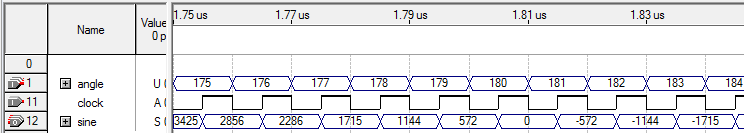 Name Value 0 p 1.75 us 1.77 us 1.79 us 1.81 us 1.83 us
0
1 angle U ( 175 176 177 178 179 180 181 182 183 184
11 clock A (
12 sine S ( 3425 2856 2286 1715 1144 572 0 -572 -1144 -1715